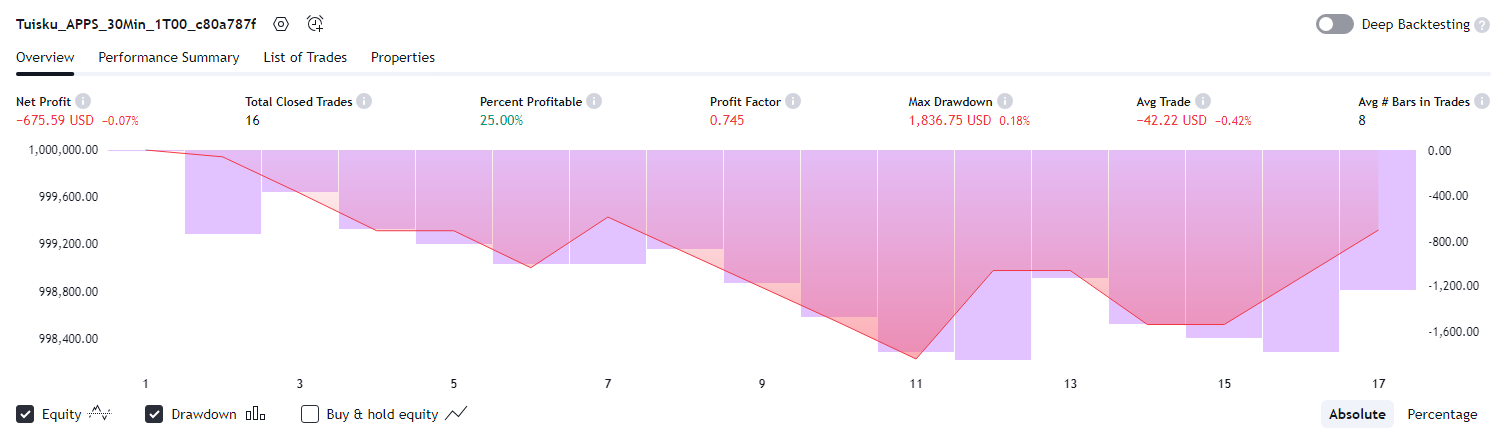 Tuisku_APPS_30Min_1T00_c80a787f
Deep Backtesting ?
Overview Performance Summary List of Trades Properties
Net Profit i Total Closed Trades i Percent Profitable i Profit Factor i Max Drawdown i Avg Trade i Avg # Bars in Trades i
−675.59 USD −0.07% 16 25.00% 0.745 1,836.75 USD 0.18% −42.22 USD −0.42% 8
1,000,000.00 0.00
999,600.00 -400.00
999,200.00 -800.00
998,800.00 -1,200.00
998,400.00 -1,600.00
1 3 5 7 9 11 13 15 17
Equity Drawdown Buy & hold equity Absolute Percentage